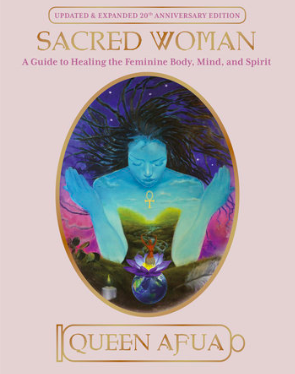 UPDATED & EXPANDED 20th ANNIVERSARY EDITION
SACRED WOMAN
A Guide to Healing the Feminine Body, Mind, and Spirit
QUEEN AFUA